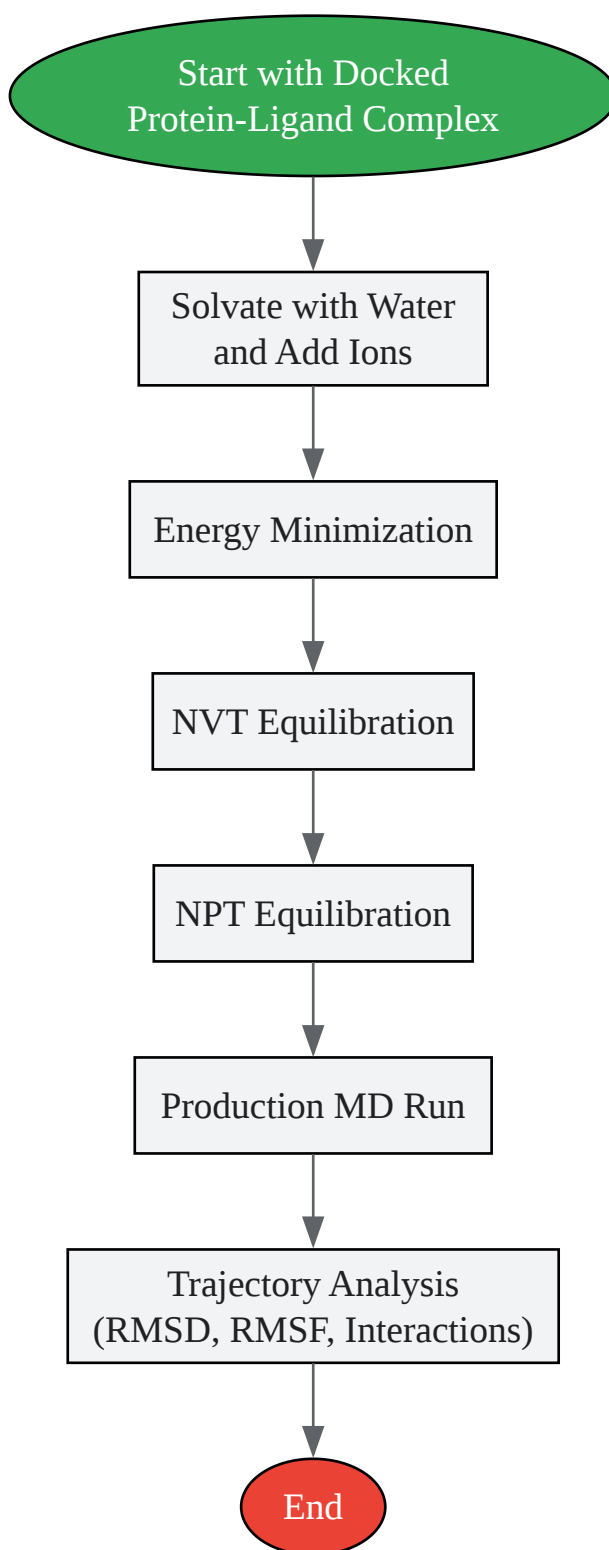 Start with Docked
Protein-Ligand Complex
Solvate with Water
and Add Ions
Energy Minimization
NVT Equilibration
NPT Equilibration
Production MD Run
Trajectory Analysis
(RMSD, RMSF, Interactions)
End